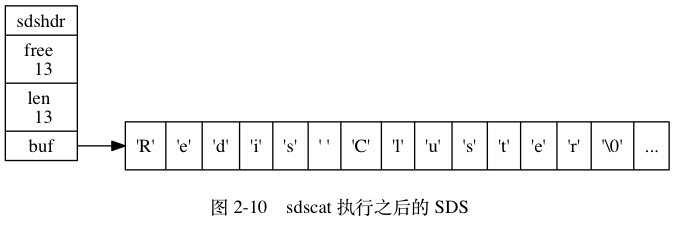 sdshdr
free
13
len
13
buf
'R' 'e' 'd' 'i' 's' ' ' 'C' 'l' 'u' 's' 't' 'e' 'r' '\0' ...
图 2-10 sdscat 执行之后的 SDS